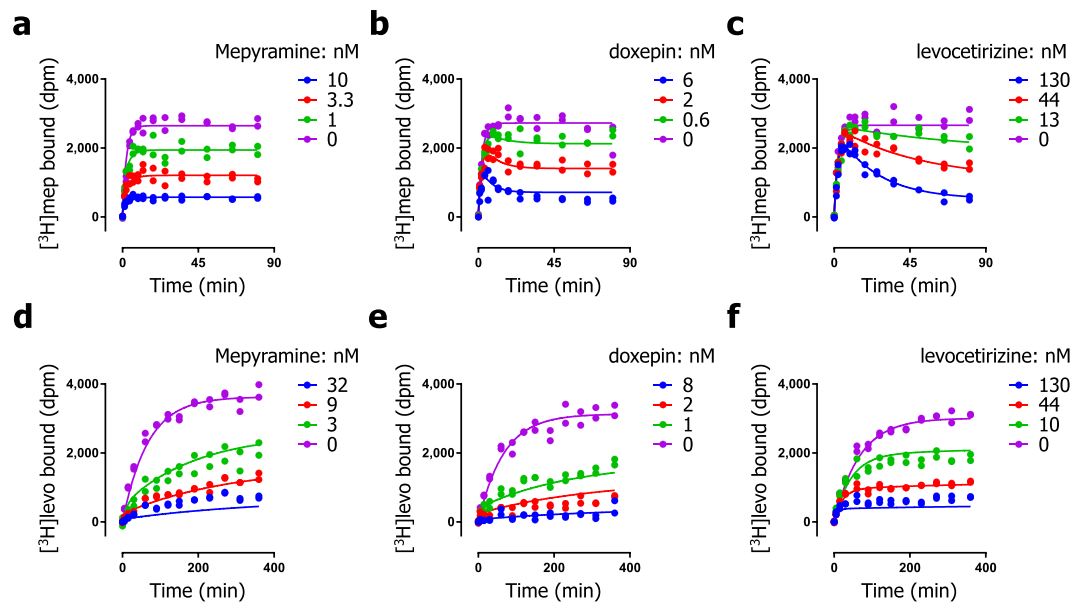 a
Mepyramine: nM
10
3.3
1
0
[³H]mep bound (dpm)
4,000
2,000
0
0
45
90
Time (min)
b
doxepin: nM
6
2
0.6
0
[³H]mep bound (dpm)
4,000
2,000
0
0
45
90
Time (min)
c
levocetirizine: nM
130
44
13
0
[³H]mep bound (dpm)
4,000
2,000
0
0
45
90
Time (min)
d
Mepyramine: nM
32
9
3
0
[³H]levo bound (dpm)
4,000
2,000
0
0
200
400
Time (min)
e
doxepin: nM
8
2
1
0
[³H]levo bound (dpm)
4,000
2,000
0
0
200
400
Time (min)
f
levocetirizine: nM
130
44
10
0
[³H]levo bound (dpm)
4,000
2,000
0
0
200
400
Time (min)